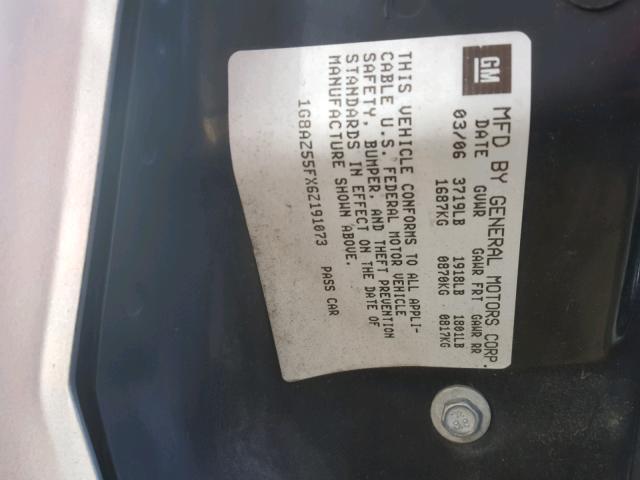 GM
MFD BY GENERAL MOTORS CORP.
DATE GVWR GAWR FRT GAWR RR
03/06 3719LB 1918LB 1801LB
1687KG 0870KG 0817KG
THIS VEHICLE CONFORMS TO ALL APPLI-
CABLE U.S. FEDERAL MOTOR VEHICLE
SAFETY, BUMPER, AND THEFT PREVENTION
STANDARDS IN EFFECT ON THE DATE OF
MANUFACTURE SHOWN ABOVE.
1G8AZ55FX6Z191073 PASS CAR